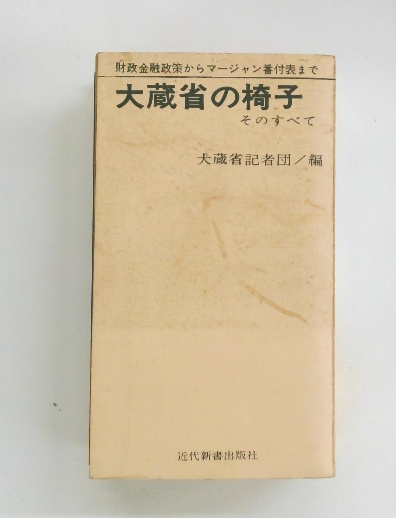 財政金融政策からマージャン番付表まで
大蔵省の椅子
そのすべて
大蔵省記者団／編
近代新書出版社